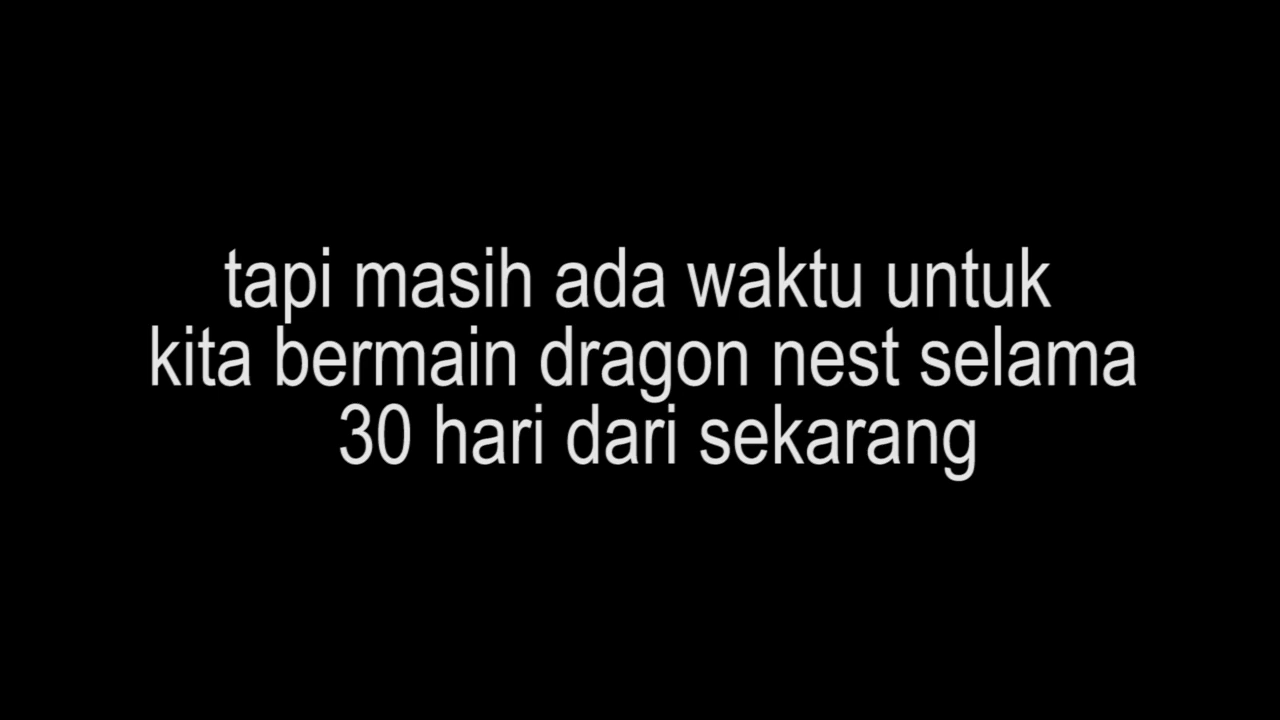 tapi masih ada waktu untuk
kita bermain dragon nest selama
30 hari dari sekarang